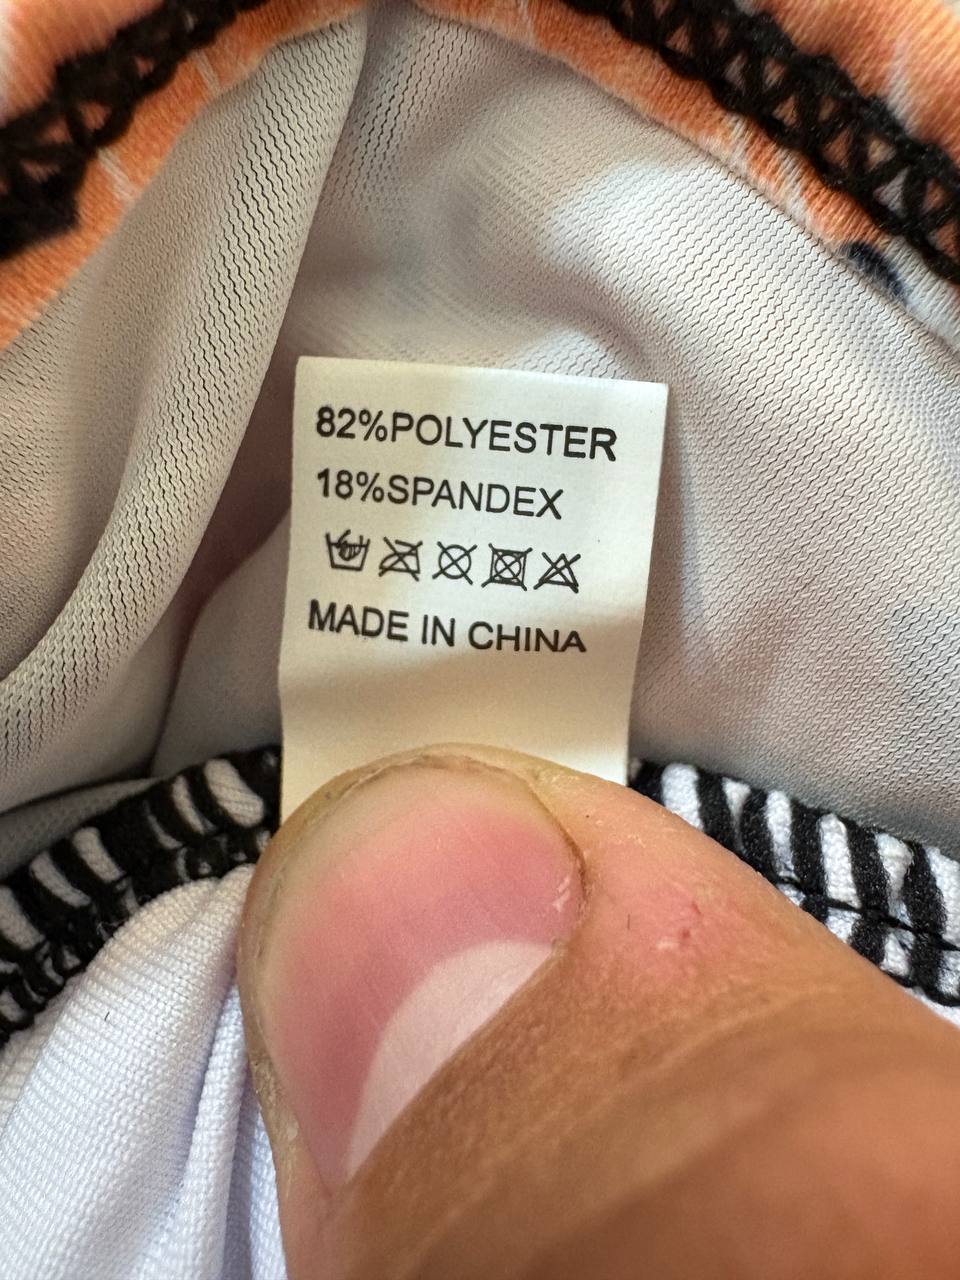 82%POLYESTER
18%SPANDEX
MADE IN CHINA